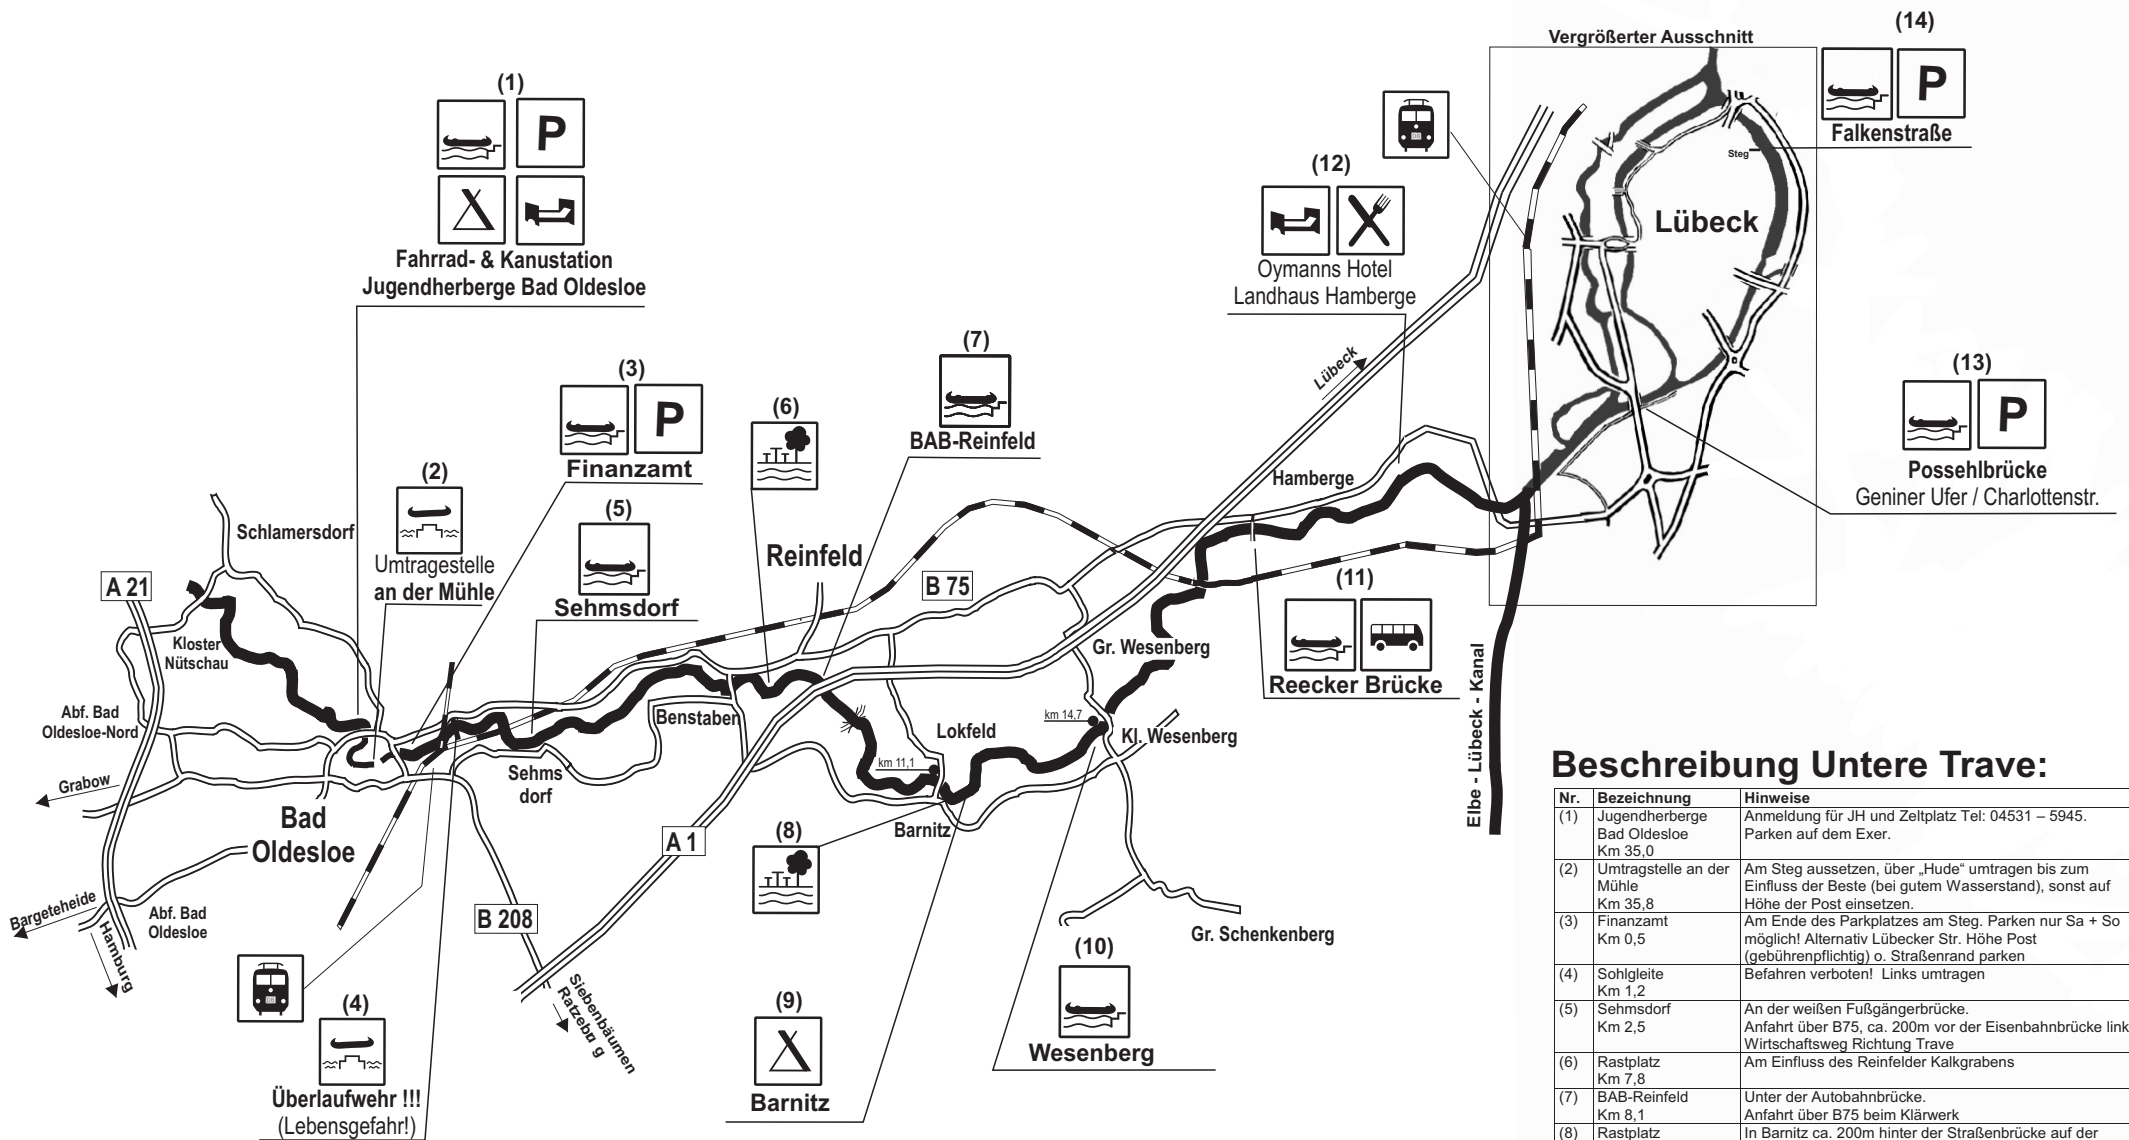 Vergrößerter Ausschnitt
(14)
P
Falkenstraße
Steg
Lübeck
(1)
P
Fahrrad- & Kanustation
Jugendherberge Bad Oldesloe
(12)
Oymanns Hotel
Landhaus Hamberge
DB
(7)
BAB-Reinfeld
(3)
P
Finanzamt
(6)
Lübeck
(13)
P
Possehlbrücke
Geniner Ufer / Charlottenstr.
(2)
Umtragestelle
an der Mühle
(5)
Sehmsdorf
Schlamersdorf
A 21
Kloster
Nütschau
Reinfeld
B 75
Hamberge
(11)
Reecker Brücke
Gr. Wesenberg
Abf. Bad
Oldesloe-Nord
Benstaben
Lokfeld
km 14,7
Kl. Wesenberg
km 11,1
Sehms
dorf
Grabow
Bad
Oldesloe
Barnitz
A 1
(8)
Elbe - Lübeck - Kanal
Bargeteheide
Hamburg
Abf. Bad
Oldesloe
B 208
Gr. Schenkenberg
Siebenbäumen
Ratzebu g
DB
(4)
Überlaufwehr !!!
(Lebensgefahr!)
(9)
Barnitz
(10)
Wesenberg
Beschreibung Untere Trave:
Nr. Bezeichnung Hinweise
(1) Jugendherberge Anmeldung für JH und Zeltplatz Tel: 04531 – 5945.
Bad Oldesloe Parken auf dem Exer.
Km 35,0
(2) Umtragstelle an der Am Steg aussetzen, über „Hude“ umtragen bis zum
Mühle Einfluss der Beste (bei gutem Wasserstand), sonst auf
Km 35,8 Höhe der Post einsetzen.
(3) Finanzamt Am Ende des Parkplatzes am Steg. Parken nur Sa + So
Km 0,5 möglich! Alternativ Lübecker Str. Höhe Post
(gebührenpflichtig) o. Straßenrand parken
(4) Sohlgleite Befahren verboten! Links umtragen
Km 1,2
(5) Sehmsdorf An der weißen Fußgängerbrücke.
Km 2,5 Anfahrt über B75, ca. 200m vor der Eisenbahnbrücke link
Wirtschaftsweg Richtung Trave
(6) Rastplatz Am Einfluss des Reinfelder Kalkgrabens
Km 7,8
(7) BAB-Reinfeld Unter der Autobahnbrücke.
Km 8,1 Anfahrt über B75 beim Klärwerk
(8) Rastplatz In Barnitz ca. 200m hinter der Straßenbrücke auf der